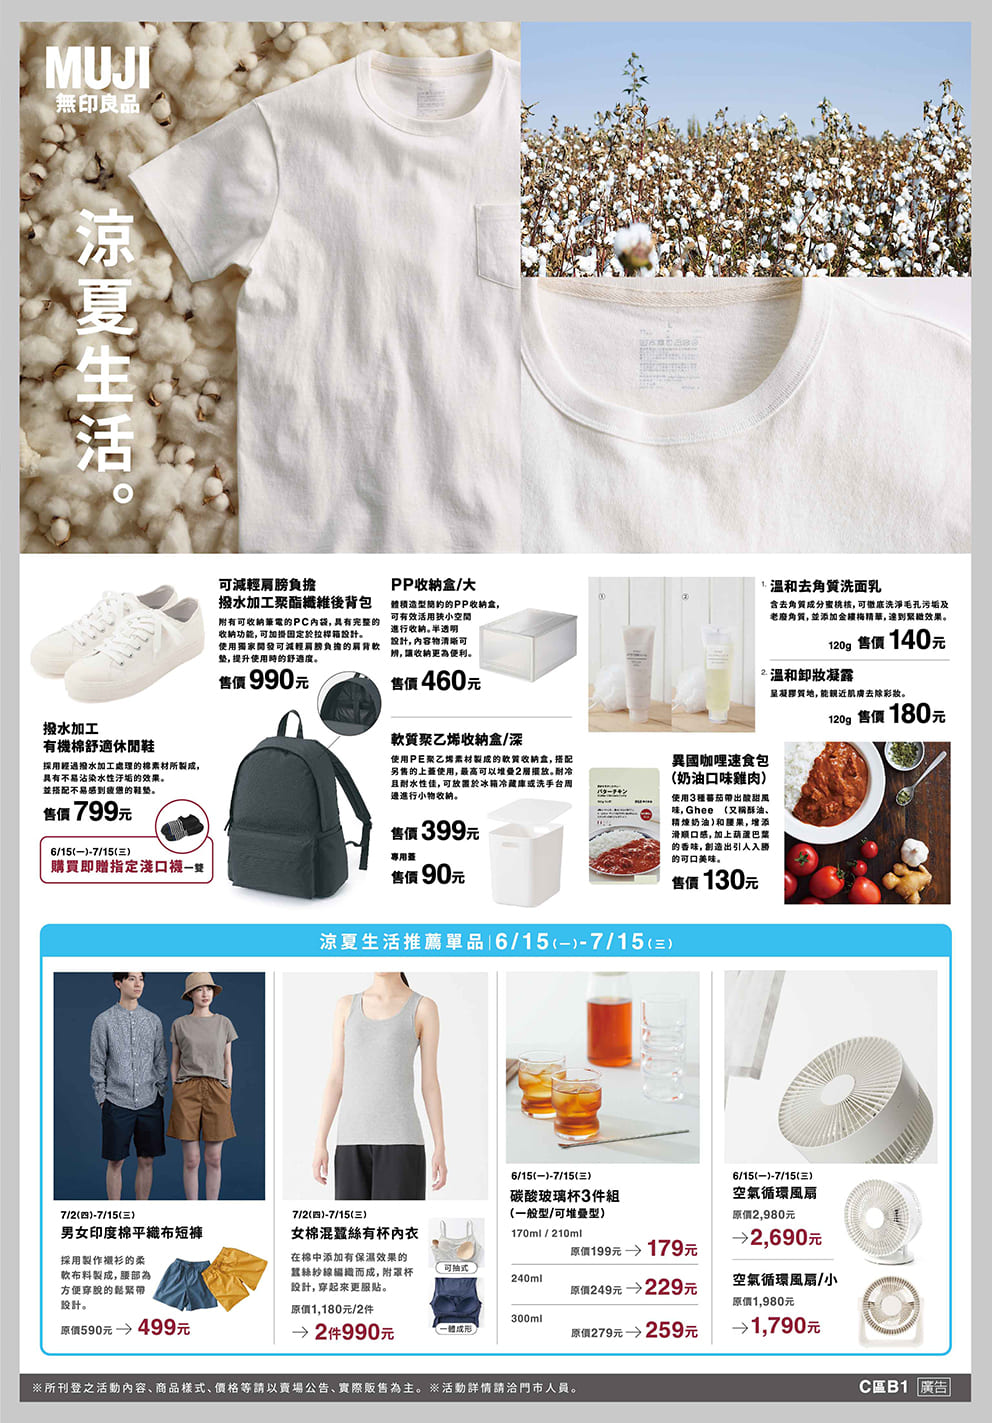 MUJI
無印良品
涼夏生活。
可減輕肩膀負擔
撥水加工聚酯纖維後背包
附有可收納筆電的PC內袋,具有完整的
收納功能,可加掛固定於拉桿箱設計。
使用獨家開發可減輕肩膀負擔的肩背軟
墊,提升使用時的舒適度。
售價990元
撥水加工
有機棉舒適休閒鞋
採用經過撥水加工處理的棉素材所製成,
具有不易沾染水性汙垢的效果。
並搭配不易感到疲憊的鞋墊。
售價799元
6/15(一)-7/15(三)
購買即贈指定淺口襪一雙
PP收納盒/大
體積造型簡約的PP收納盒,
可有效活用狹小空間
進行收納。半透明
設計,內容物清晰可
辨,讓收納更為便利。
售價460元
軟質聚乙烯收納盒/深
使用PE聚乙烯素材製成的軟質收納盒,搭配
另售的上蓋使用,最高可以堆疊2層擺放。耐冷
且耐水性佳,可放置於冰箱冷藏庫或洗手台周
邊進行小物收納。
售價399元
專用蓋
售價90元
①
②
1. 溫和去角質洗面乳
含去角質成分蜜桃核,可徹底洗淨毛孔污垢及
老廢角質,並添加金縷梅精華,達到緊緻效果。
120g 售價140元
2. 溫和卸妝凝露
呈凝膠質地,能親近肌膚去除彩妝。
120g 售價180元
バターチキン
異國咖哩速食包
(奶油口味雞肉)
使用3種蕃茄帶出酸甜風
味,Ghee (又稱酥油、
精煉奶油)和腰果,增添
滑順口感,加上葫蘆巴葉
的香味,創造出引人入勝
的可口美味。
售價130元
涼夏生活推薦單品|6/15(一)-7/15(三)
7/2(四)-7/15(三)
男女印度棉平織布短褲
採用製作襯衫的柔
軟布料製成,腰部為
方便穿脫的鬆緊帶
設計。
原價590元→499元
7/2(四)-7/15(三)
女棉混蠶絲有杯內衣
在棉中添加有保濕效果的
蠶絲紗線編織而成,附罩杯
設計,穿起來更服貼。
原價1,180元/2件
→2件990元
可抽式
一體成形
6/15(一)-7/15(三)
碳酸玻璃杯3件組
(一般型/可堆疊型)
170ml / 210ml
原價199元→179元
240ml
原價249元→229元
300ml
原價279元→259元
6/15(一)-7/15(三)
空氣循環風扇
原價2,980元
→2,690元
空氣循環風扇/小
原價1,980元
→1,790元
※所刊登之活動內容、商品樣式、價格等請以賣場公告、實際販售為主。※活動詳情請洽門市人員。
C區B1 廣告